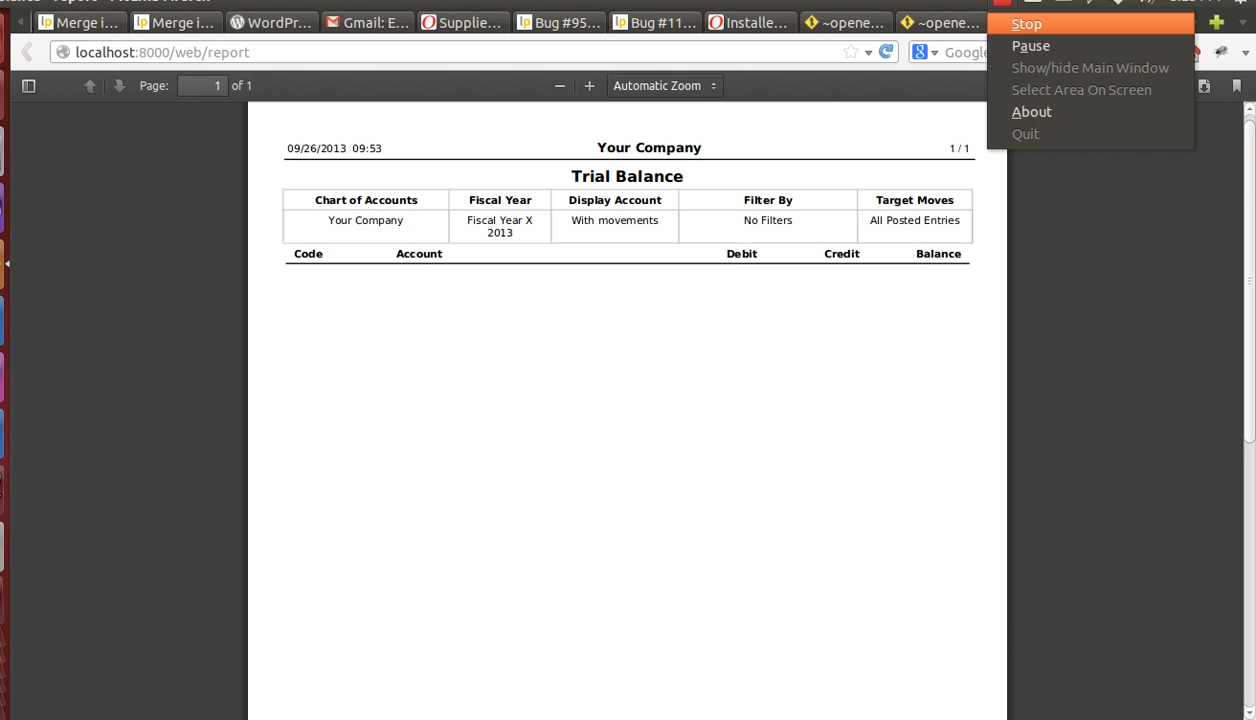 Merge i...
Merge i...
WordPr...
Gmail: E...
Supplie...
Bug #95...
Bug #11...
Installe...
~opene...
~opene...
localhost:8000/web/report
Google
Page: 1 of 1
Automatic Zoom
Stop
Pause
Show/hide Main Window
Select Area On Screen
About
Quit
09/26/2013 09:53
Your Company
1 / 1
Trial Balance
Chart of Accounts Fiscal Year Display Account Filter By Target Moves
Your Company Fiscal Year X With movements No Filters All Posted Entries
2013
Code Account Debit Credit Balance